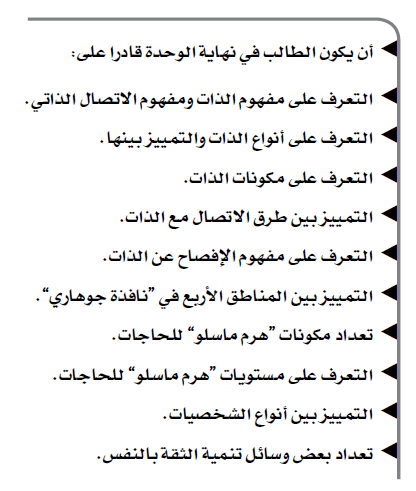 أن يكون الطالب في نهاية الوحدة قادرا على:
التعرف على مفهوم الذات ومفهوم الاتصال الذاتي.
التعرف على أنواع الذات والتمييز بينها.
التعرف على مكونات الذات.
التمييز بين طرق الاتصال مع الذات.
التعرف على مفهوم الإفصاح عن الذات.
التمييز بين المناطق الأربع في ”نافذة جوهاري“.
تعداد مكونات ”هرم ماسلو“ للحاجات.
التعرف على مستويات ”هرم ماسلو“ للحاجات.
التمييز بين أنواع الشخصيات.
تعداد بعض وسائل تنمية الثقة بالنفس.